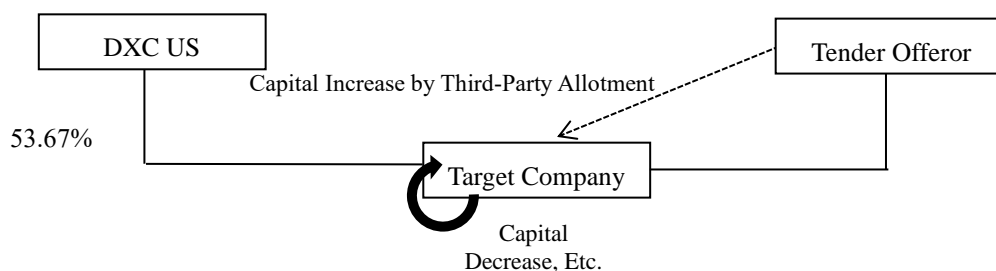 DXC US
Tender Offeror
Capital Increase by Third-Party Allotment
53.67%
Target Company
Capital
Decrease, Etc.